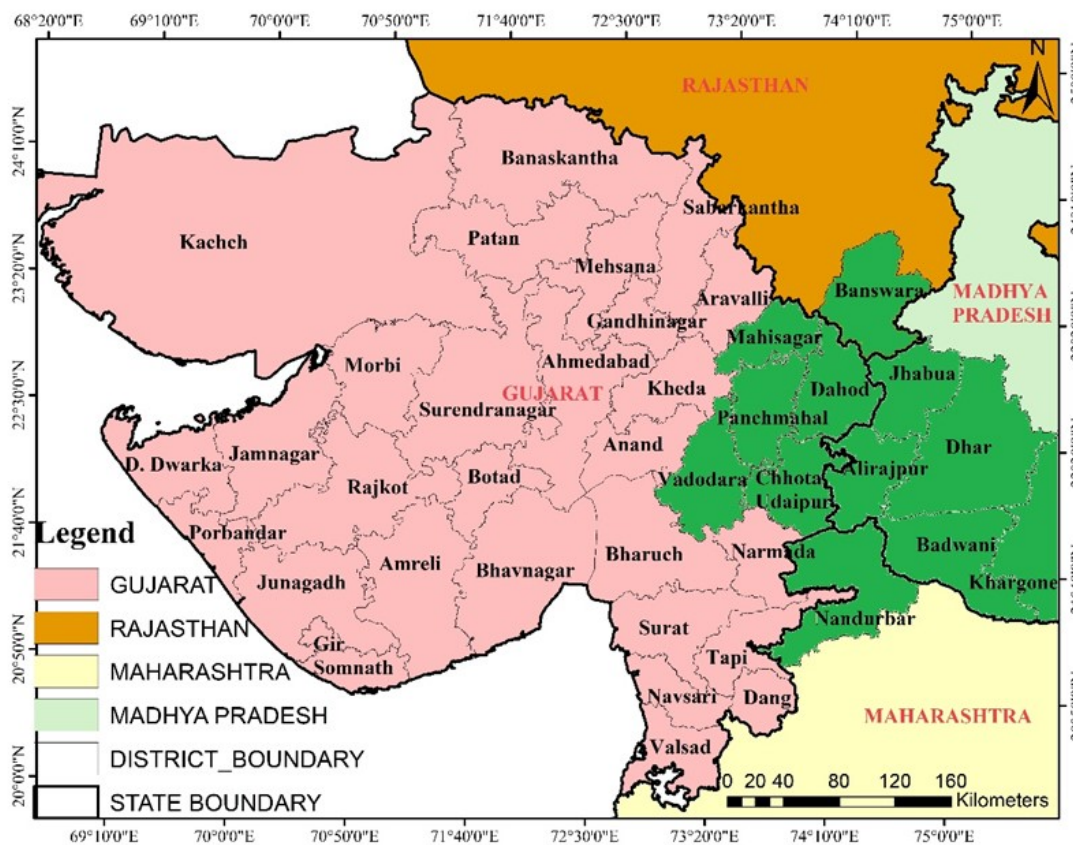 68°20'0"E 69°10'0"E 70°0'0"E 70°50'0"E 71°40'0"E 72°30'0"E 73°20'0"E 74°10'0"E 75°0'0"E
N
RAJASTHAN
24°10'0"N
Banaskantha
Sabarkantha
Kachch
Patan
23°20'0"N
Mehsana
Aravalli
Banswara
MADHYA
PRADESH
Gandhinagar
Mahisagar
Ahmedabad
Morbi
Jhabua
22°30'0"N
GUJARAT
Kheda
Dahod
Surendranagar
Panchmahal
Anand
Dhar
D. Dwarka
Jamnagar
Botad
Vadodara
Chhota
Udaipur
Alirajpur
Rajkot
21°40'0"N
Legend
Porbandar
Bharuch
Narmada
Badwani
Amreli
Bhavnagar
Junagadh
Khargone
GUJARAT
Nandurbar
RAJASTHAN
Surat
20°50'0"N
Gir
Somnath
Tapi
MAHARASHTRA
Navsari
Dang
MADHYA PRADESH
MAHARASHTRA
Valsad
DISTRICT_BOUNDARY
20°0'0"N
0 20 40 80 120 160
Kilometers
STATE BOUNDARY
69°10'0"E 70°0'0"E 70°50'0"E 71°40'0"E 72°30'0"E 73°20'0"E 74°10'0"E 75°0'0"E